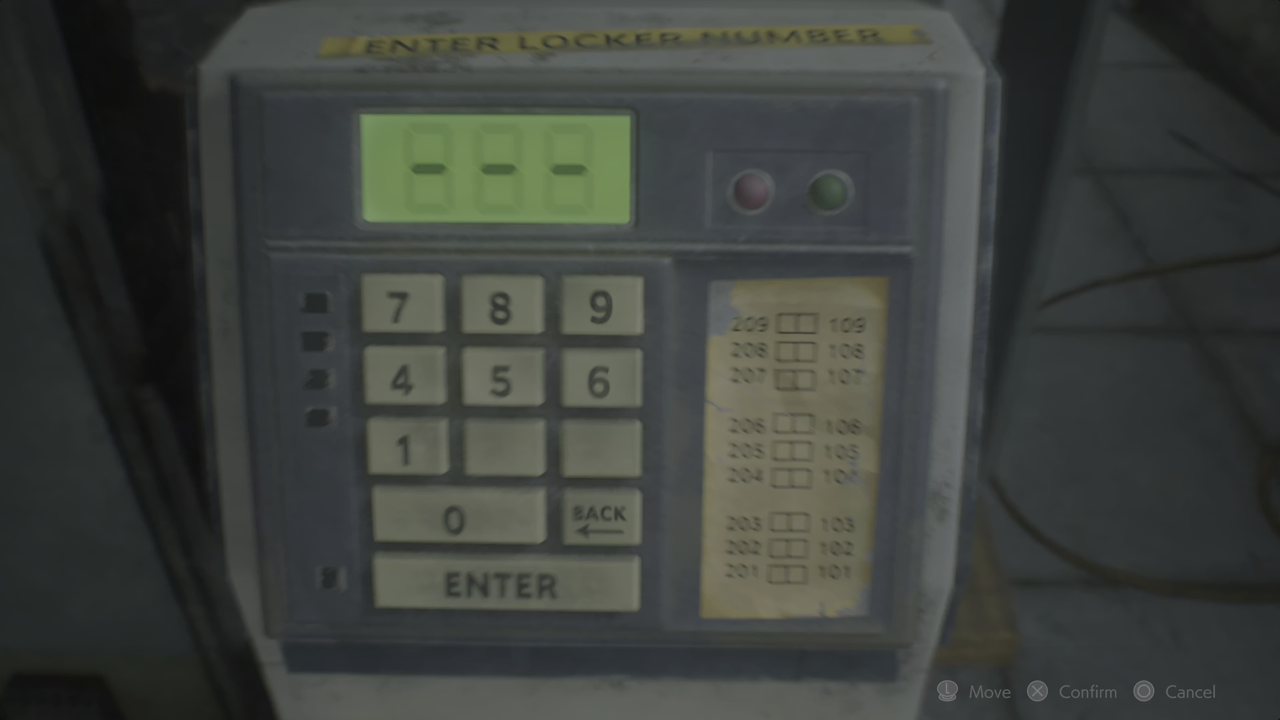 ENTER LOCKER NUMBER
- - -
7 8 9
4 5 6
1
0 BACK
ENTER
209 109
208 108
207 107
206 106
205 105
204
203 103
202 102
201 101
Move Confirm Cancel